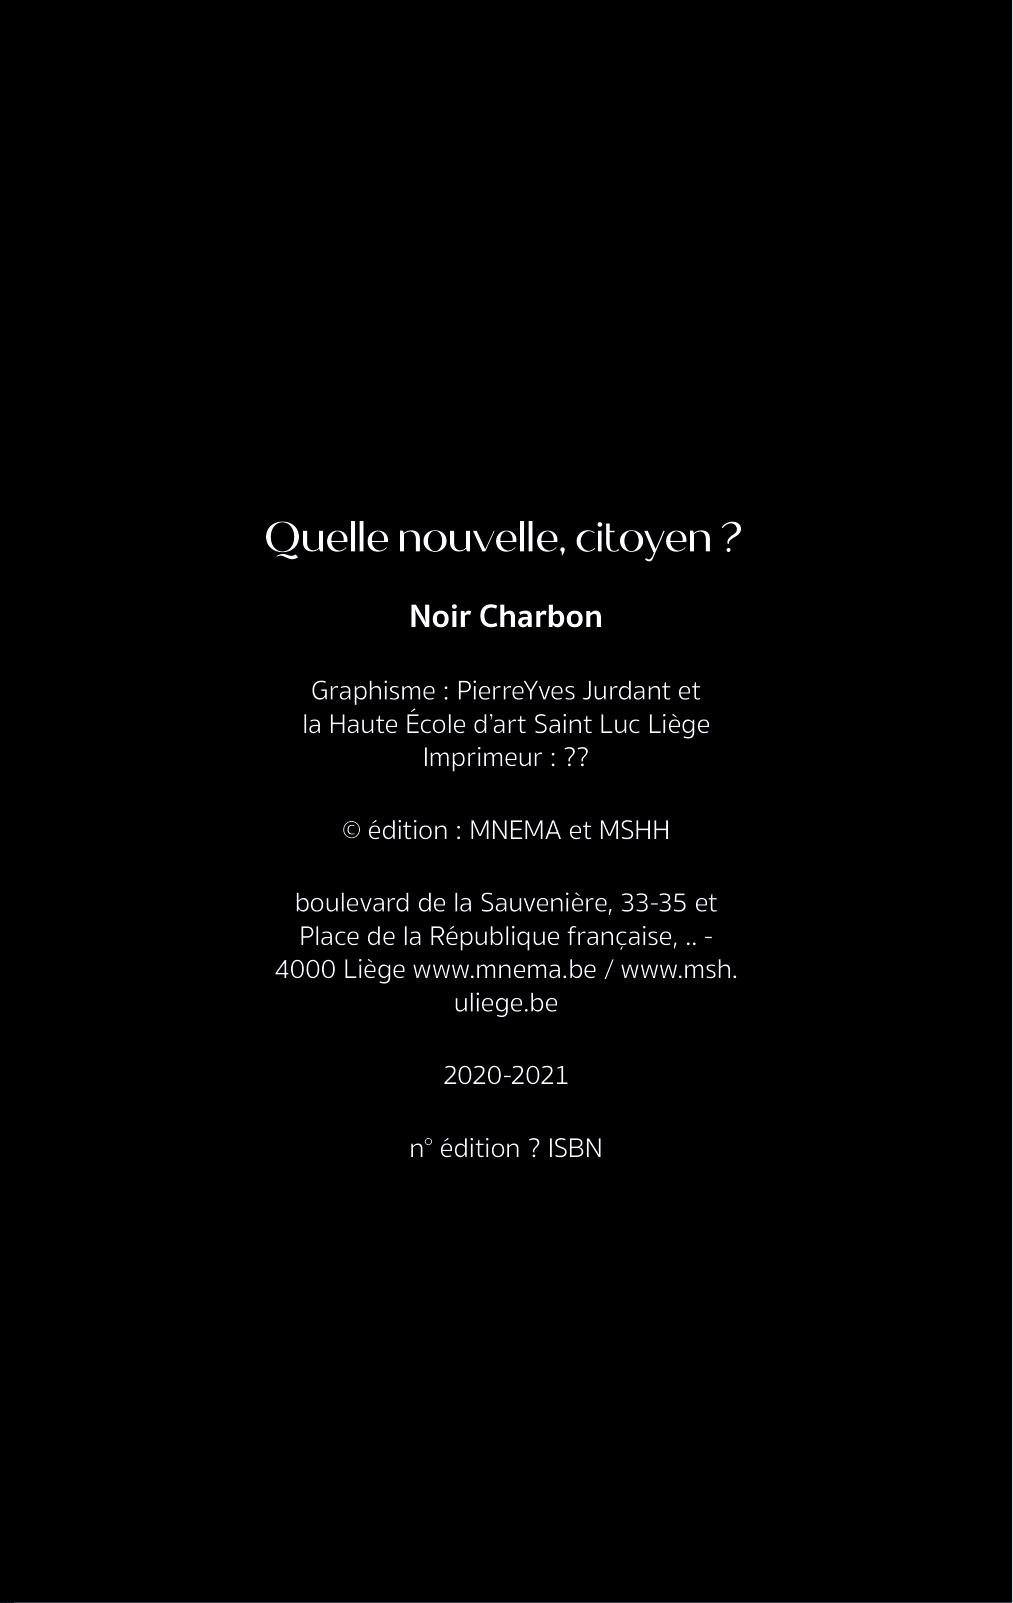 Quelle nouvelle, citoyen ?
Noir Charbon
Graphisme : PierreYves Jurdant et
la Haute École d’art Saint Luc Liège
Imprimeur : ??
© édition : MNEMA et MSHH
boulevard de la Sauvenière, 33-35 et
Place de la République française, .. -
4000 Liège www.mnema.be / www.msh.
uliege.be
2020-2021
n° édition ? ISBN